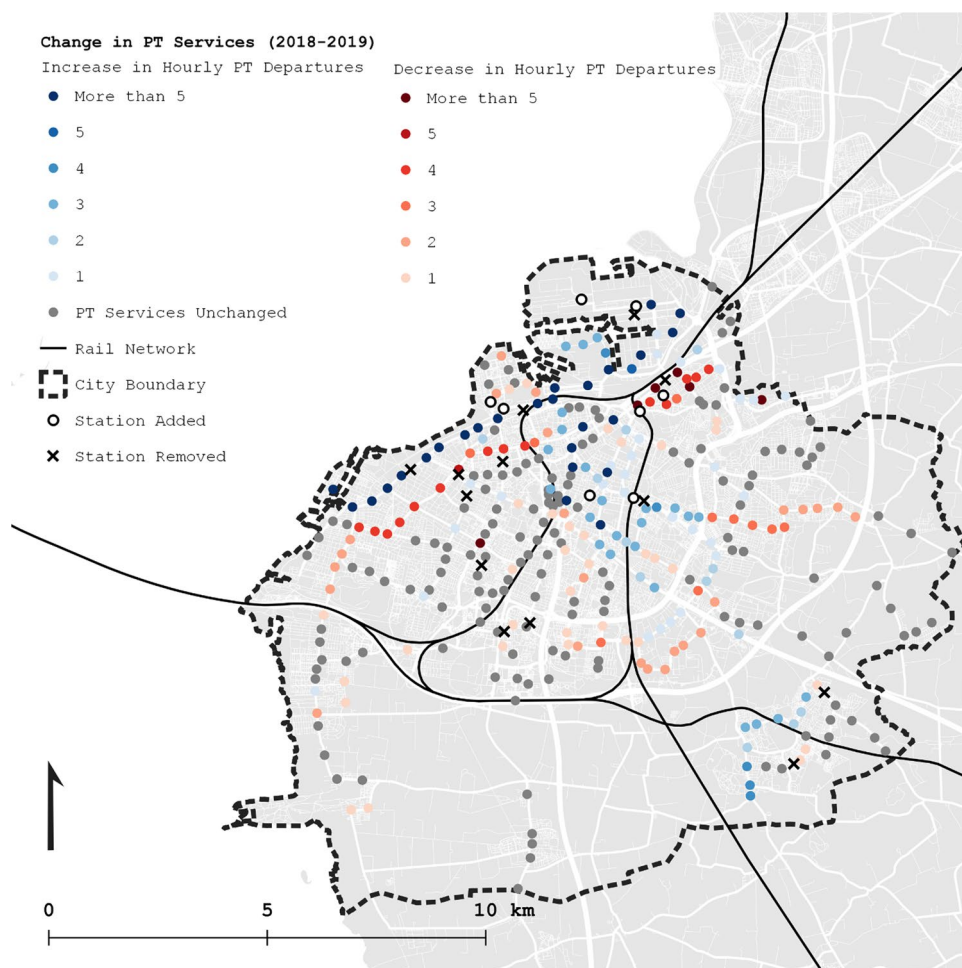 Change in PT Services (2018-2019)
Increase in Hourly PT Departures
More than 5
5
4
3
2
1
PT Services Unchanged
Rail Network
City Boundary
Station Added
Station Removed
Decrease in Hourly PT Departures
More than 5
5
4
3
2
1
0 5 10 km